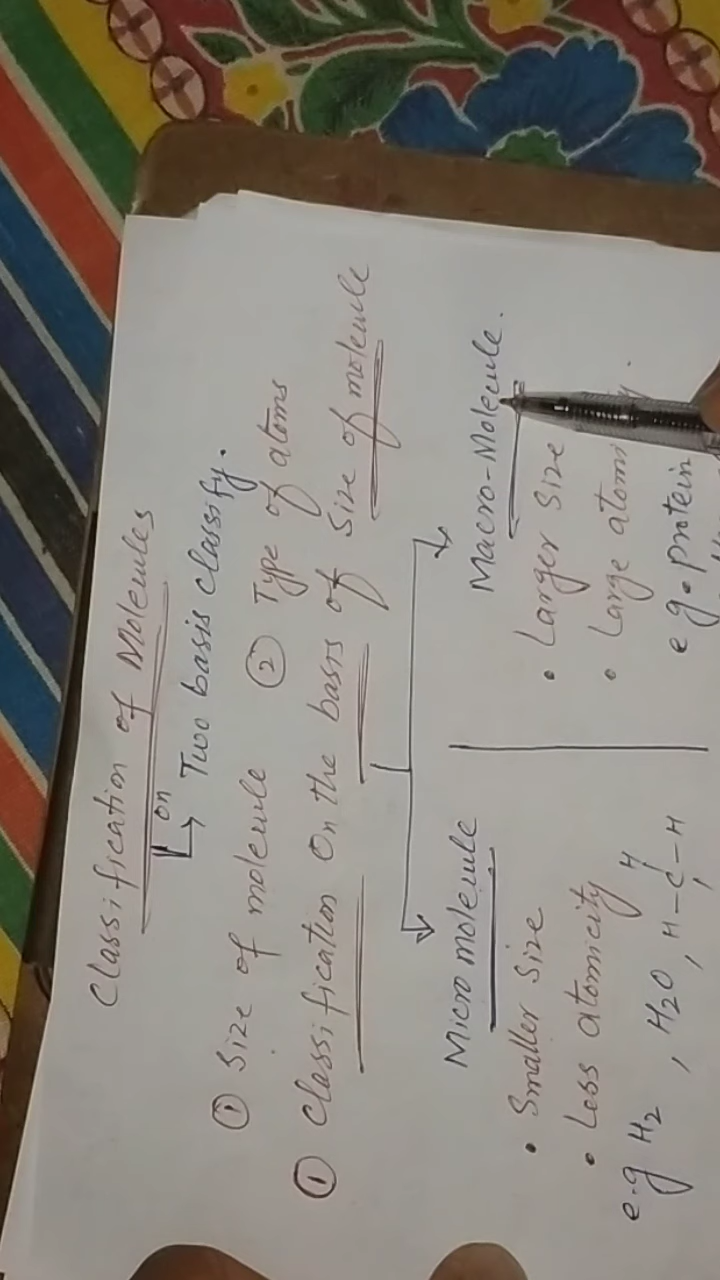 Classification of Molecules
on
↳ Two basis classify.
① Size of molecule ② Type of atoms
① Classification On the basis of Size of molecule
Micro molecule
• Smaller Size
• Less atomicity
e.g H2 , H2O , H-C-H
H
Macro-Molecule.
• Larger Size
• Large atomi
e g. protein